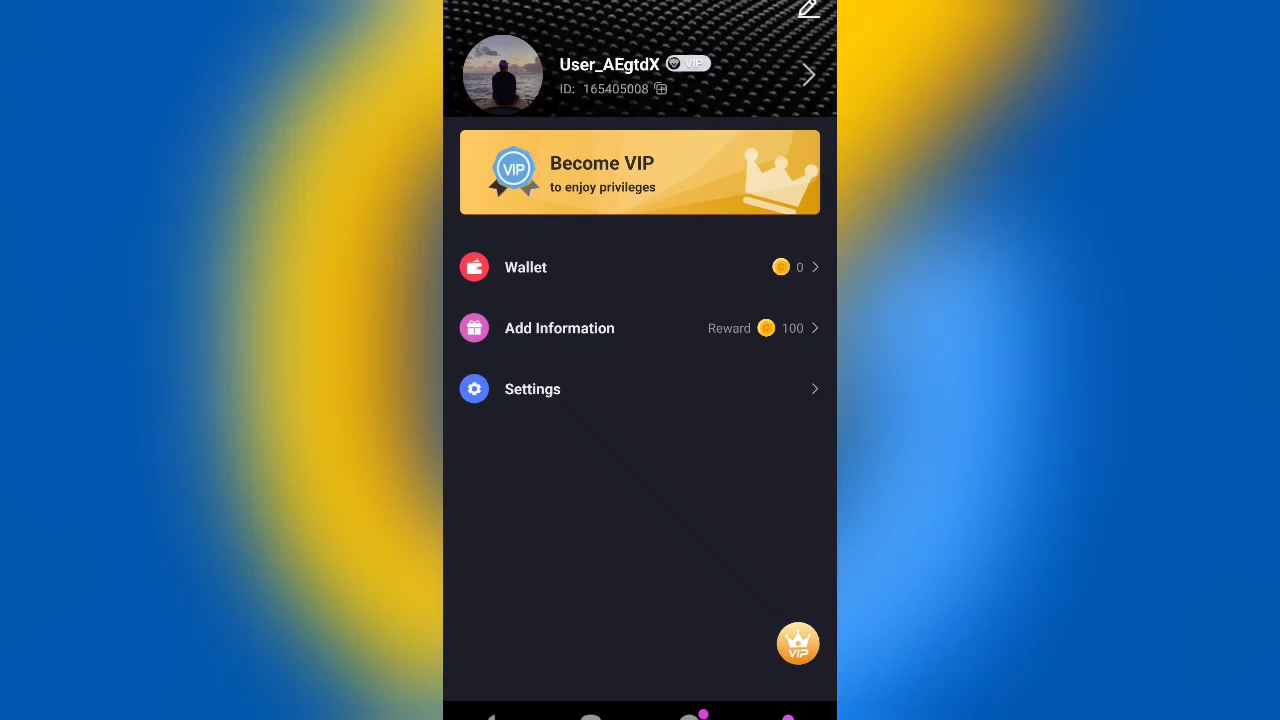 User_AEgtdX VIP
ID: 165405008
VIP Become VIP
to enjoy privileges
Wallet C 0
Add Information Reward C 100
Settings
VIP